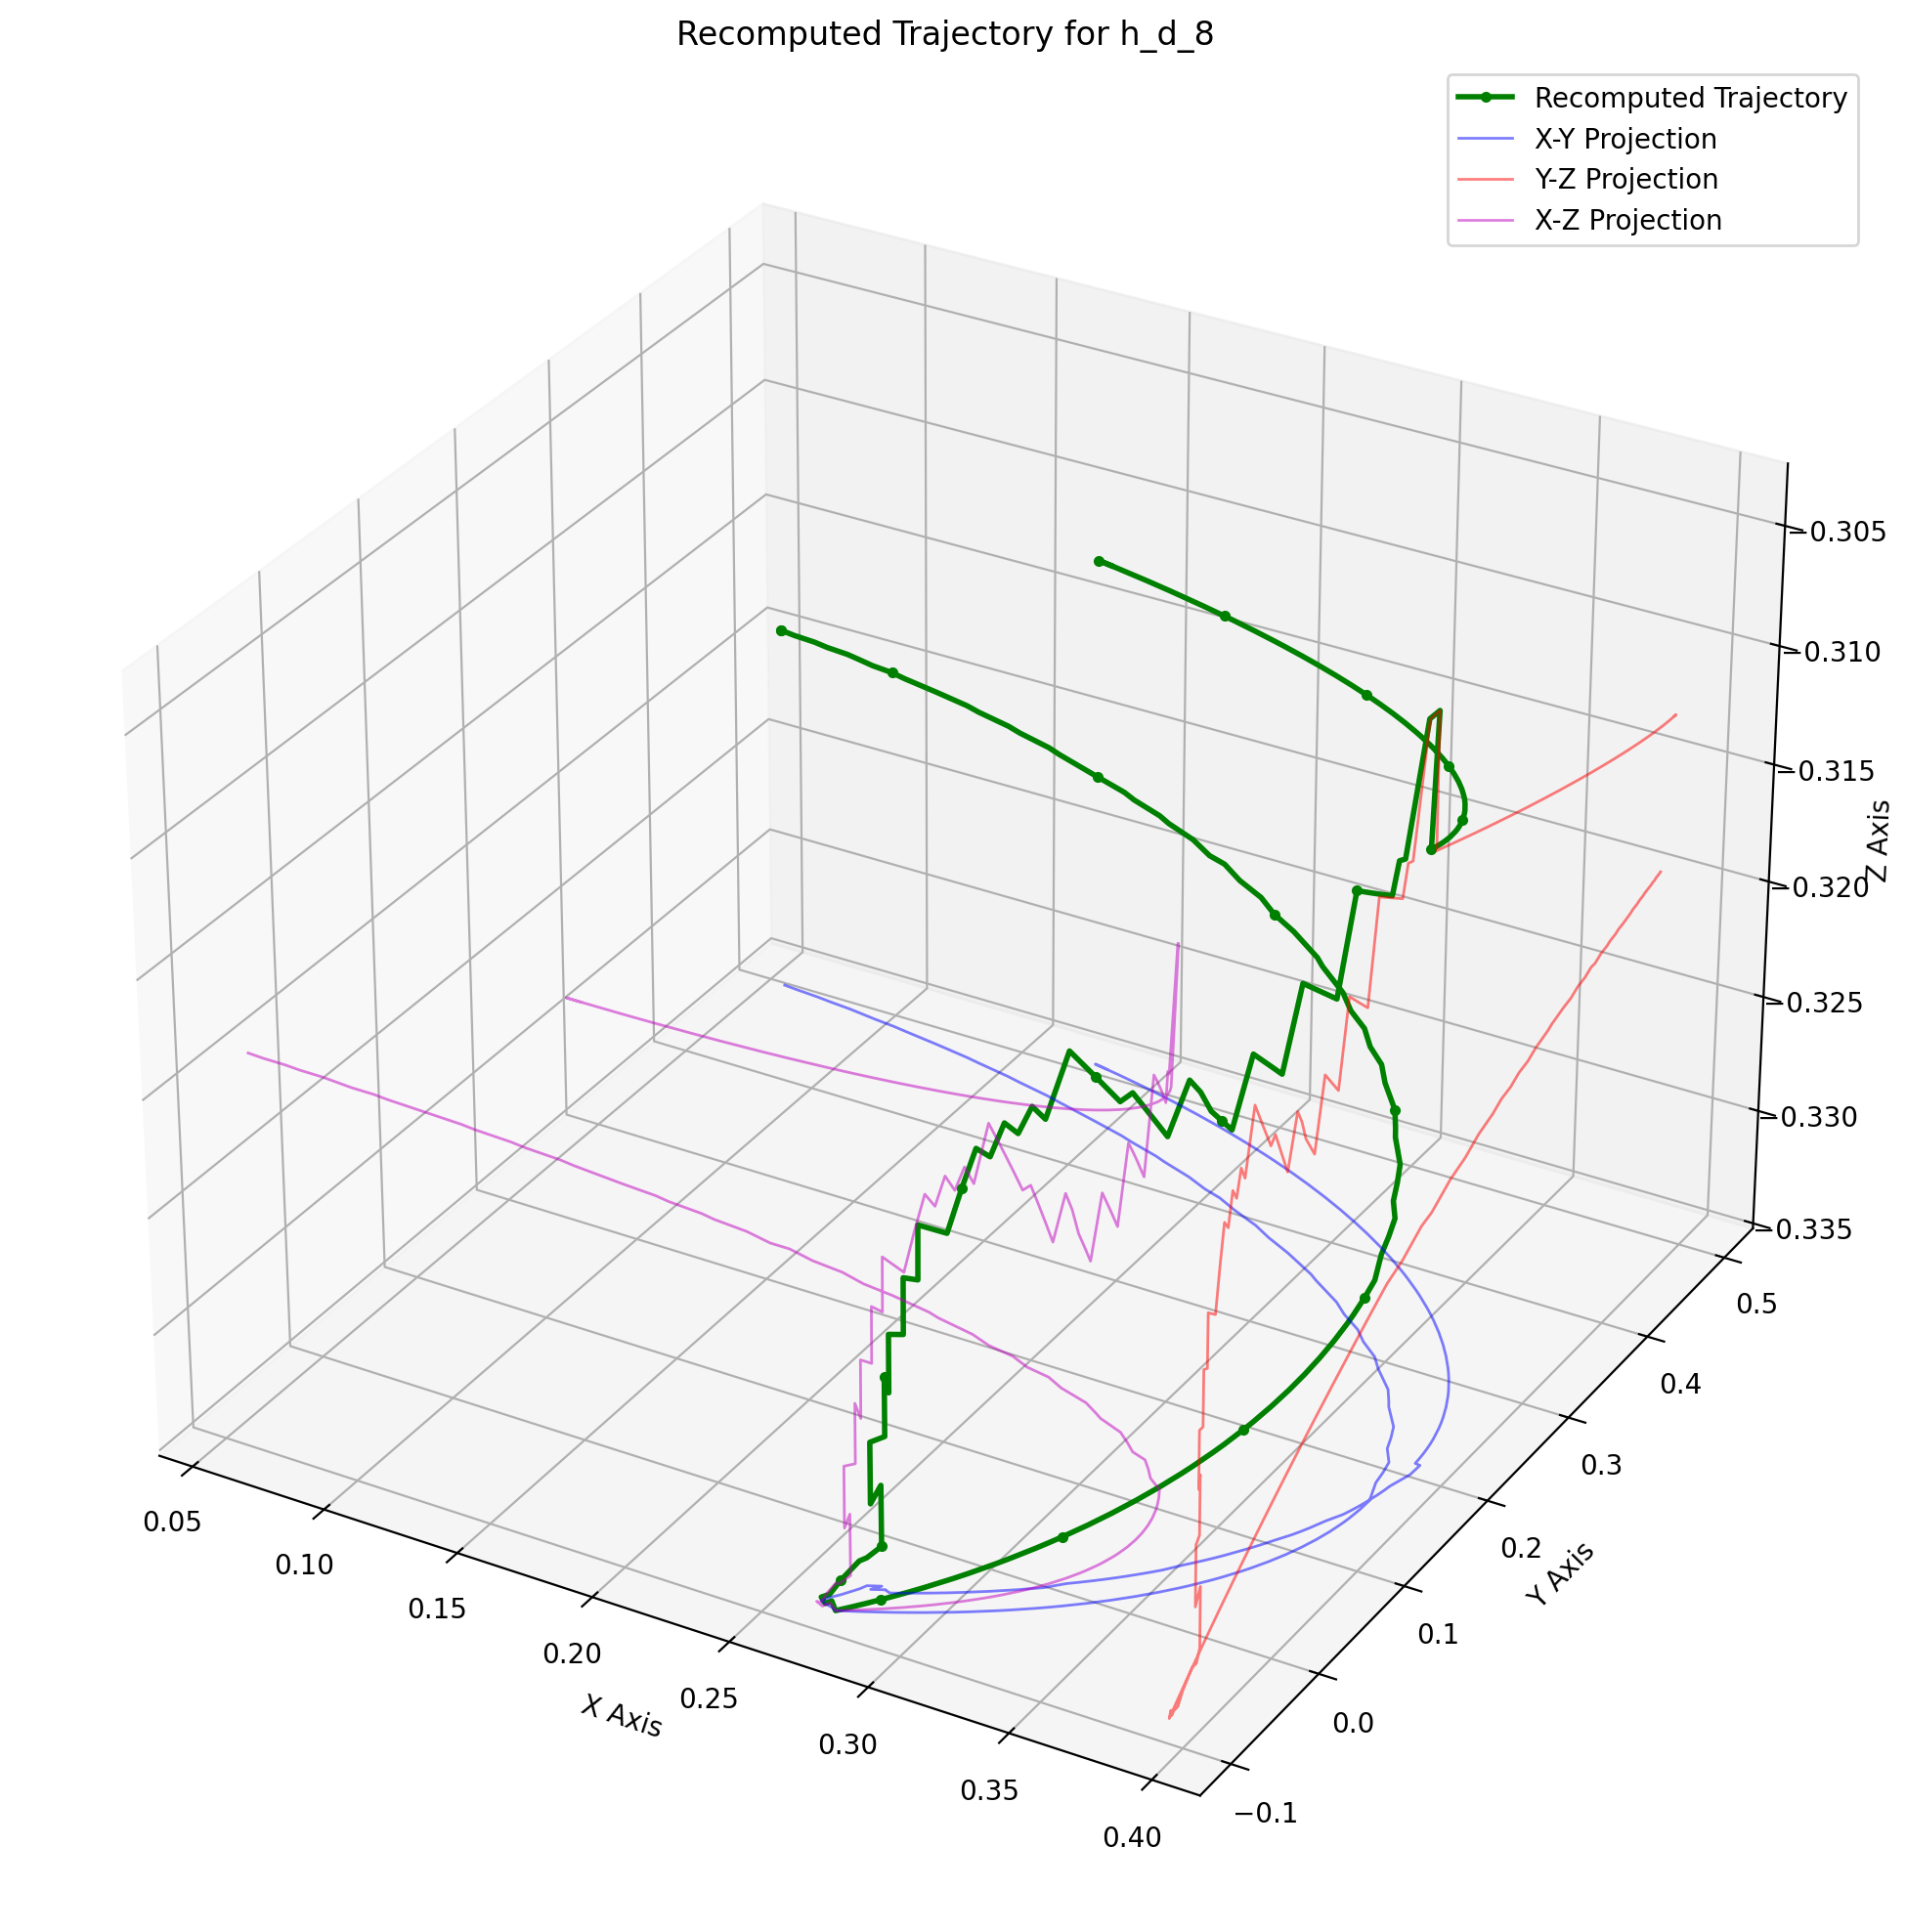 Recomputed Trajectory for h_d_8
Recomputed Trajectory
X-Y Projection
Y-Z Projection
X-Z Projection
0.305
0.310
0.315
0.320
0.325
0.330
0.335
Z Axis
0.05
0.10
0.15
0.20
0.25
0.30
0.35
0.40
X Axis
−0.1
0.0
0.1
0.2
0.3
0.4
0.5
Y Axis